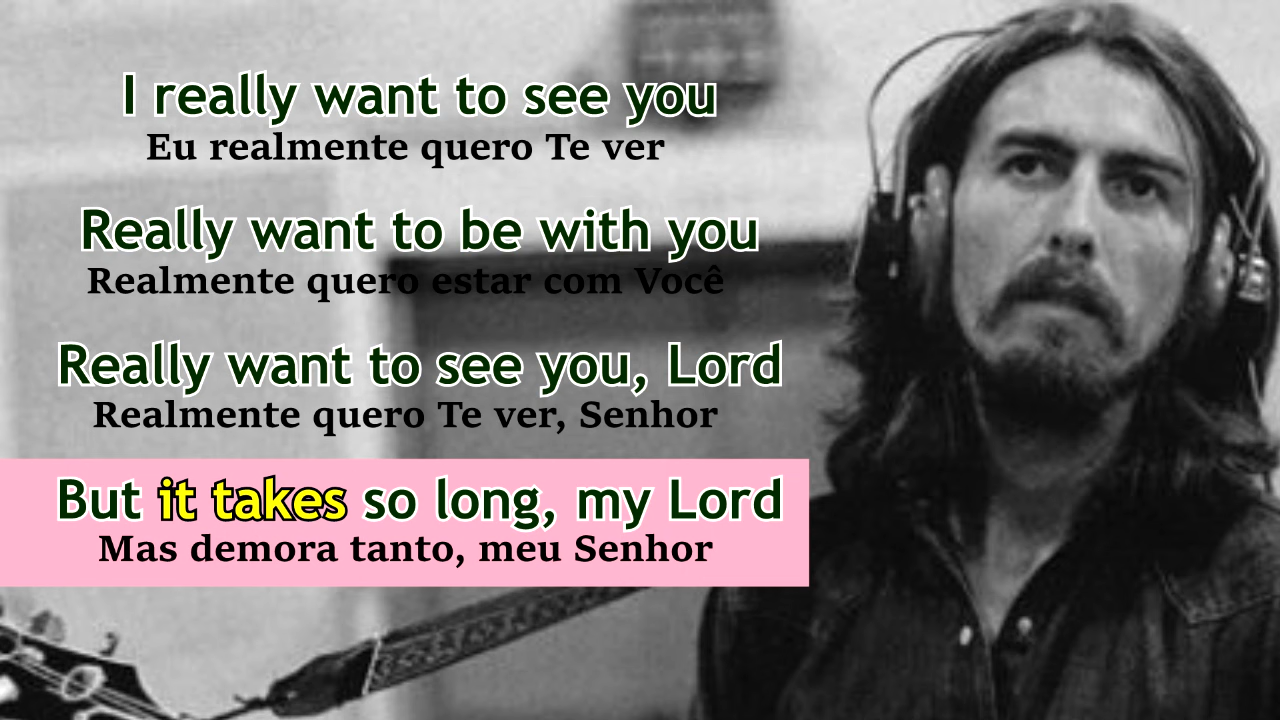 I really want to see you
Eu realmente quero Te ver
Really want to be with you
Realmente quero estar com Você
Really want to see you, Lord
Realmente quero Te ver, Senhor
But it takes so long, my Lord
Mas demora tanto, meu Senhor